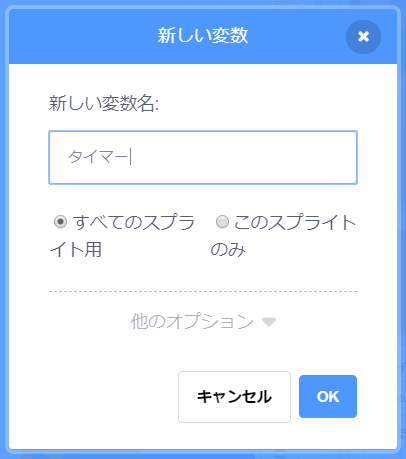 新しい変数
新しい変数名:
タイマー
すべてのスプラ
イト用
このスプライト
のみ
他のオプション
キャンセル
OK